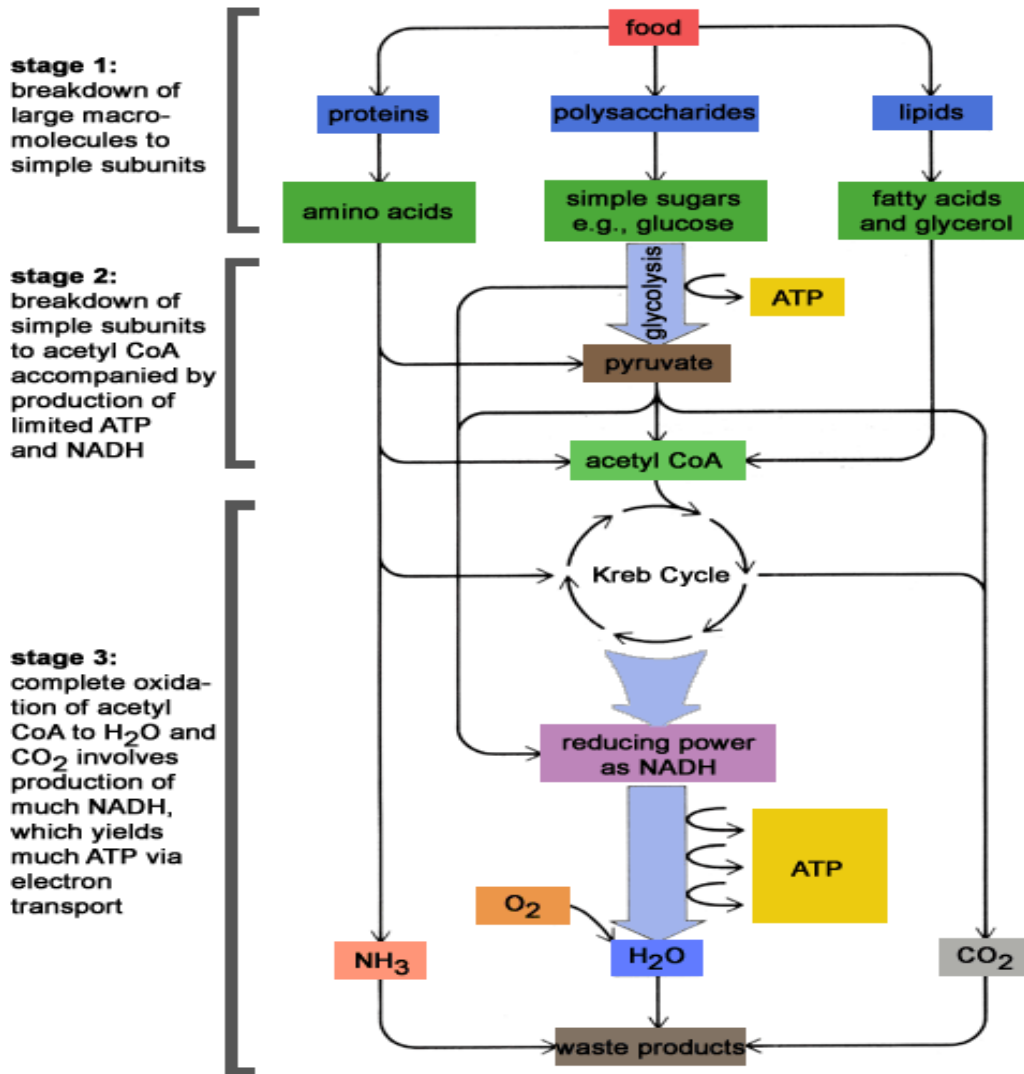 food
stage 1:
breakdown of
large macro-
molecules to
simple subunits
proteins
polysaccharides
lipids
amino acids
simple sugars
e.g., glucose
fatty acids
and glycerol
stage 2:
breakdown of
simple subunits
to acetyl CoA
accompanied by
production of
limited ATP
and NADH
glycolysis
ATP
pyruvate
acetyl CoA
Kreb Cycle
stage 3:
complete oxida-
tion of acetyl
CoA to H₂O and
CO₂ involves
production of
much NADH,
which yields
much ATP via
electron
transport
reducing power
as NADH
ATP
O₂
NH₃
H₂O
CO₂
waste products